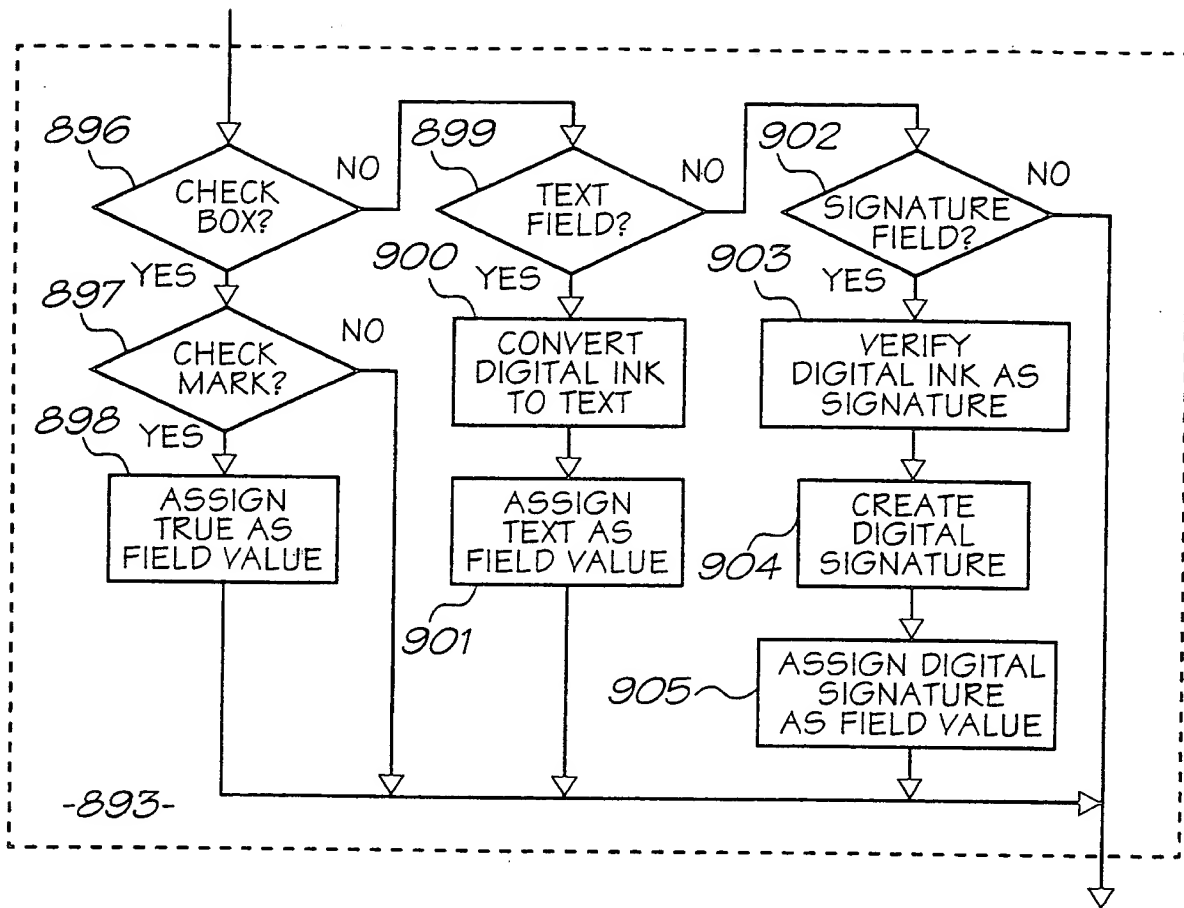 896
CHECK
BOX?
NO
YES
897
CHECK
MARK?
NO
YES
898
ASSIGN
TRUE AS
FIELD VALUE
899
TEXT
FIELD?
NO
YES
900
CONVERT
DIGITAL INK
TO TEXT
ASSIGN
TEXT AS
FIELD VALUE
901
902
SIGNATURE
FIELD?
NO
YES
903
VERIFY
DIGITAL INK AS
SIGNATURE
CREATE
DIGITAL
SIGNATURE
904
ASSIGN DIGITAL
SIGNATURE
AS FIELD VALUE
905
-893-